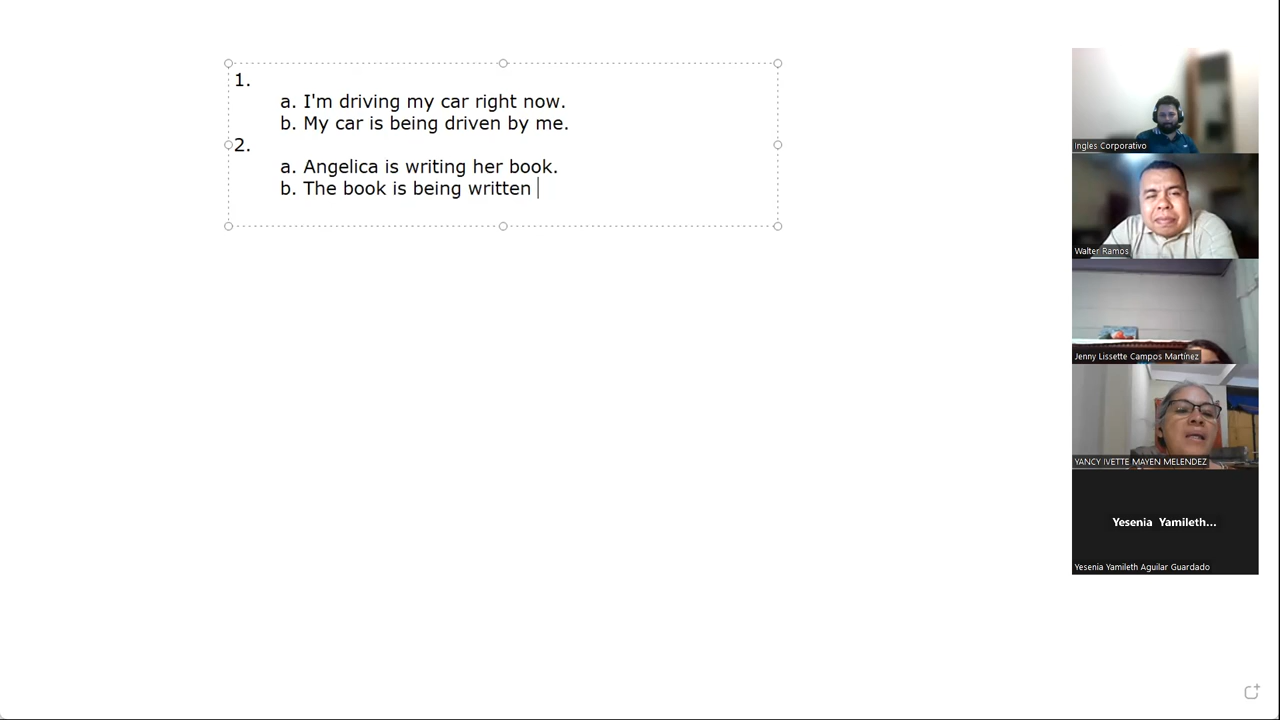 1.
a. I'm driving my car right now.
b. My car is being driven by me.
2.
a. Angelica is writing her book.
b. The book is being written
Ingles Corporativo
Walter Ramos
Jenny Lissette Campos Martínez
YANCY IVETTE MAYEN MELENDEZ
Yesenia Yamileth...
Yesenia Yamileth Aguilar Guardado